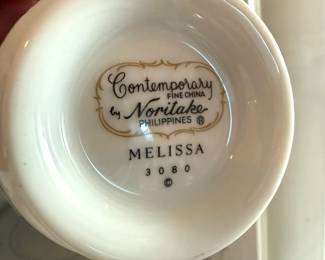 Contemporary
FINE CHINA
by Noritake
PHILIPPINES ®
MELISSA
3080
©